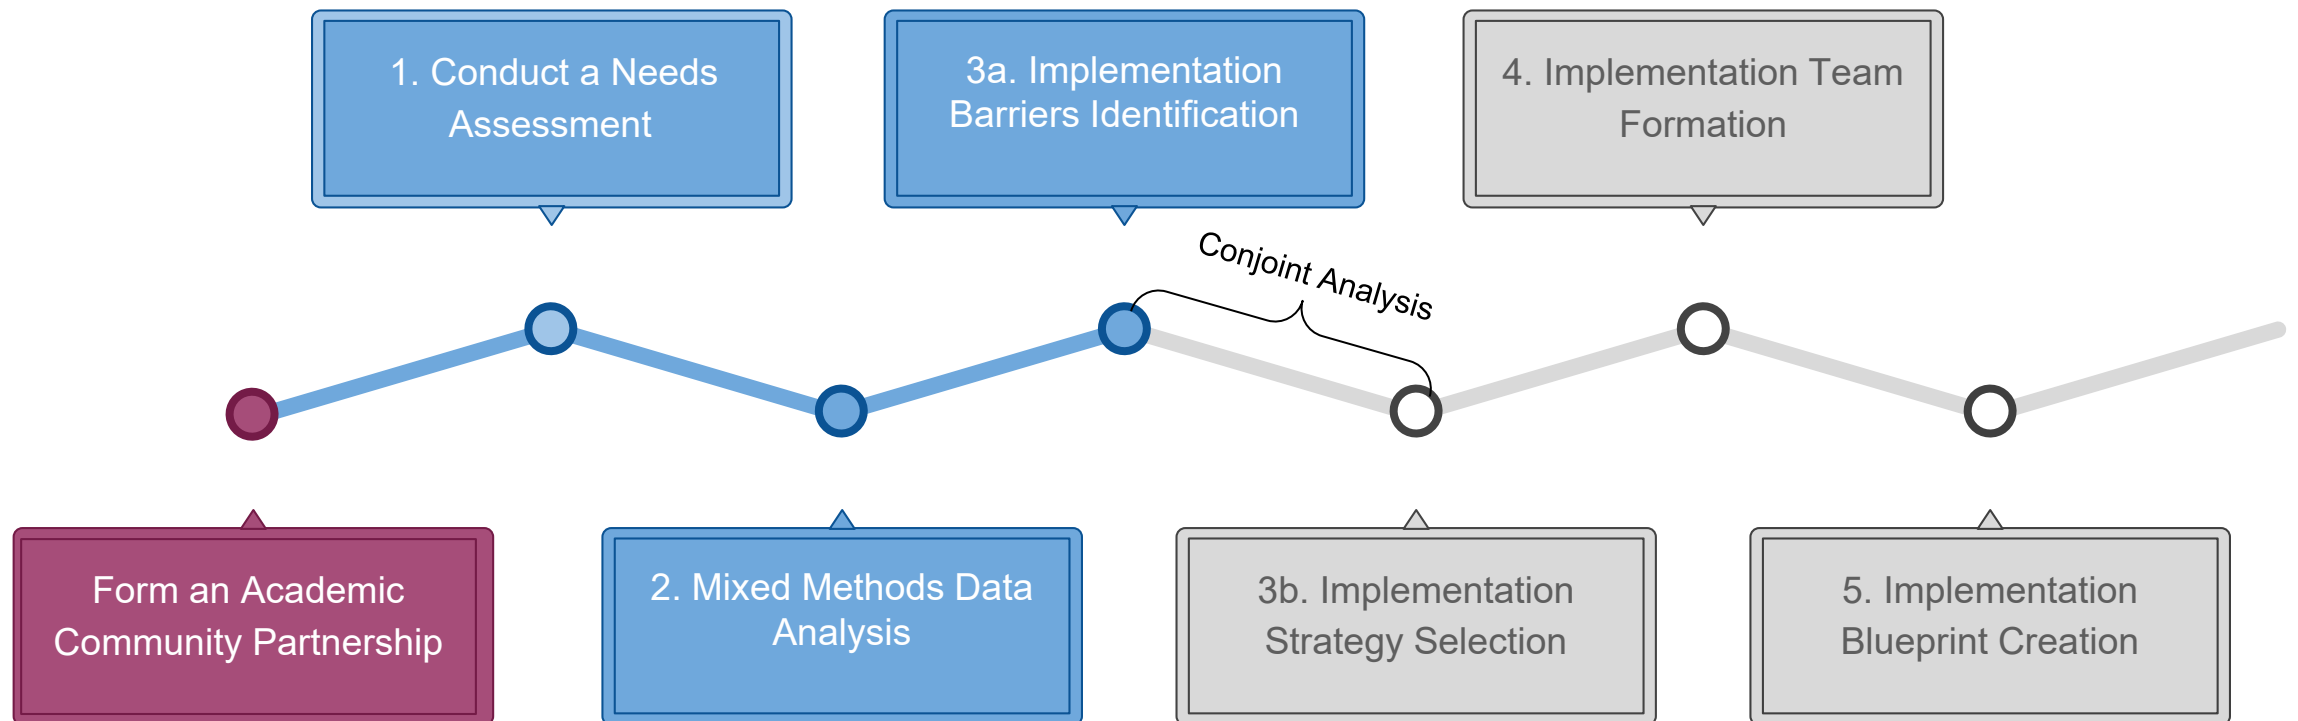 1. Conduct a Needs
Assessment
3a. Implementation
Barriers Identification
4. Implementation Team
Formation
Conjoint Analysis
Form an Academic
Community Partnership
2. Mixed Methods Data
Analysis
3b. Implementation
Strategy Selection
5. Implementation
Blueprint Creation